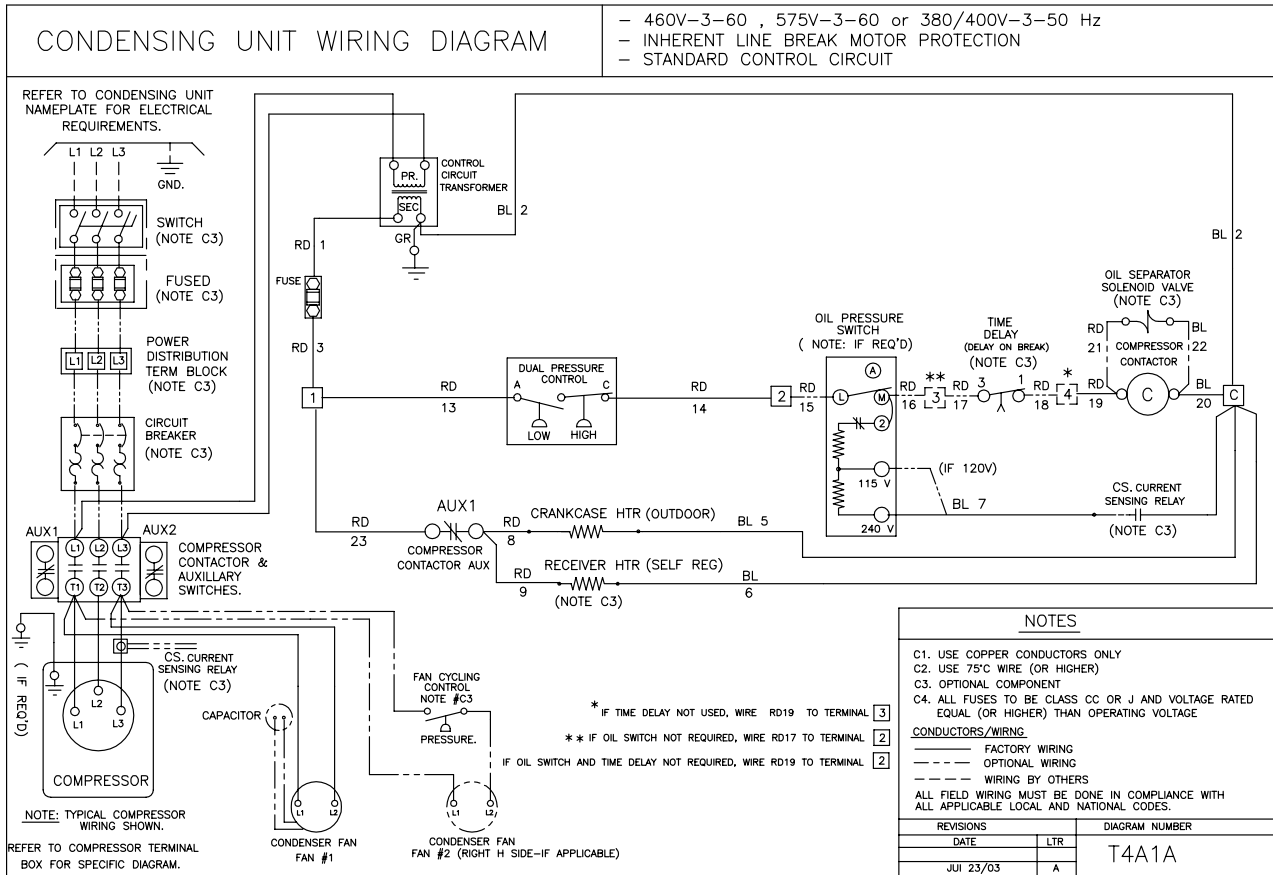 CONDENSING UNIT WIRING DIAGRAM
– 460V–3–60 , 575V–3–60 or 380/400V–3–50 Hz
– INHERENT LINE BREAK MOTOR PROTECTION
– STANDARD CONTROL CIRCUIT
REFER TO CONDENSING UNIT
NAMEPLATE FOR ELECTRICAL
REQUIREMENTS.
L1 L2 L3
GND.
SWITCH
(NOTE C3)
FUSED
(NOTE C3)
POWER
DISTRIBUTION
TERM BLOCK
(NOTE C3)
L1 L2 L3
CIRCUIT
BREAKER
(NOTE C3)
AUX1
AUX2
L1 L2 L3
T1 T2 T3
COMPRESSOR
CONTACTOR &
AUXILLARY
SWITCHES.
( IF REQ'D)
CS. CURRENT
SENSING RELAY
(NOTE C3)
L1
L2
L3
COMPRESSOR
NOTE: TYPICAL COMPRESSOR
WIRING SHOWN.
REFER TO COMPRESSOR TERMINAL
BOX FOR SPECIFIC DIAGRAM.
PR.
SEC
CONTROL
CIRCUIT
TRANSFORMER
GR
BL 2
BL 2
RD 1
FUSE
RD 3
1
RD
13
DUAL PRESSURE
CONTROL
A
C
LOW
HIGH
RD
14
2
RD
15
OIL PRESSURE
SWITCH
( NOTE: IF REQ'D)
A
L
M
2
115 V
240 V
RD
16
**
3
RD
17
TIME
DELAY
(DELAY ON BREAK)
(NOTE C3)
3
1
RD
18
*
4
RD
19
OIL SEPARATOR
SOLENOID VALVE
(NOTE C3)
RD
21
BL
22
COMPRESSOR
CONTACTOR
C
BL
20
C
(IF 120V)
BL 7
CS. CURRENT
SENSING RELAY
(NOTE C3)
RD
23
AUX1
COMPRESSOR
CONTACTOR AUX
RD
8
CRANKCASE HTR (OUTDOOR)
BL 5
RD
9
RECEIVER HTR (SELF REG)
(NOTE C3)
BL
6
CAPACITOR
L1
L2
CONDENSER FAN
FAN #1
FAN CYCLING
CONTROL
NOTE #C3
PRESSURE.
L1
L2
CONDENSER FAN
FAN #2 (RIGHT H SIDE–IF APPLICABLE)
* IF TIME DELAY NOT USED, WIRE RD19 TO TERMINAL 3
** IF OIL SWITCH NOT REQUIRED, WIRE RD17 TO TERMINAL 2
IF OIL SWITCH AND TIME DELAY NOT REQUIRED, WIRE RD19 TO TERMINAL 2
NOTES
C1. USE COPPER CONDUCTORS ONLY
C2. USE 75°C WIRE (OR HIGHER)
C3. OPTIONAL COMPONENT
C4. ALL FUSES TO BE CLASS CC OR J AND VOLTAGE RATED
EQUAL (OR HIGHER) THAN OPERATING VOLTAGE
CONDUCTORS/WIRNG
FACTORY WIRING
OPTIONAL WIRING
WIRING BY OTHERS
ALL FIELD WIRING MUST BE DONE IN COMPLIANCE WITH
ALL APPLICABLE LOCAL AND NATIONAL CODES.
REVISIONS
DIAGRAM NUMBER
DATE
LTR
T4A1A
JUl 23/03
A